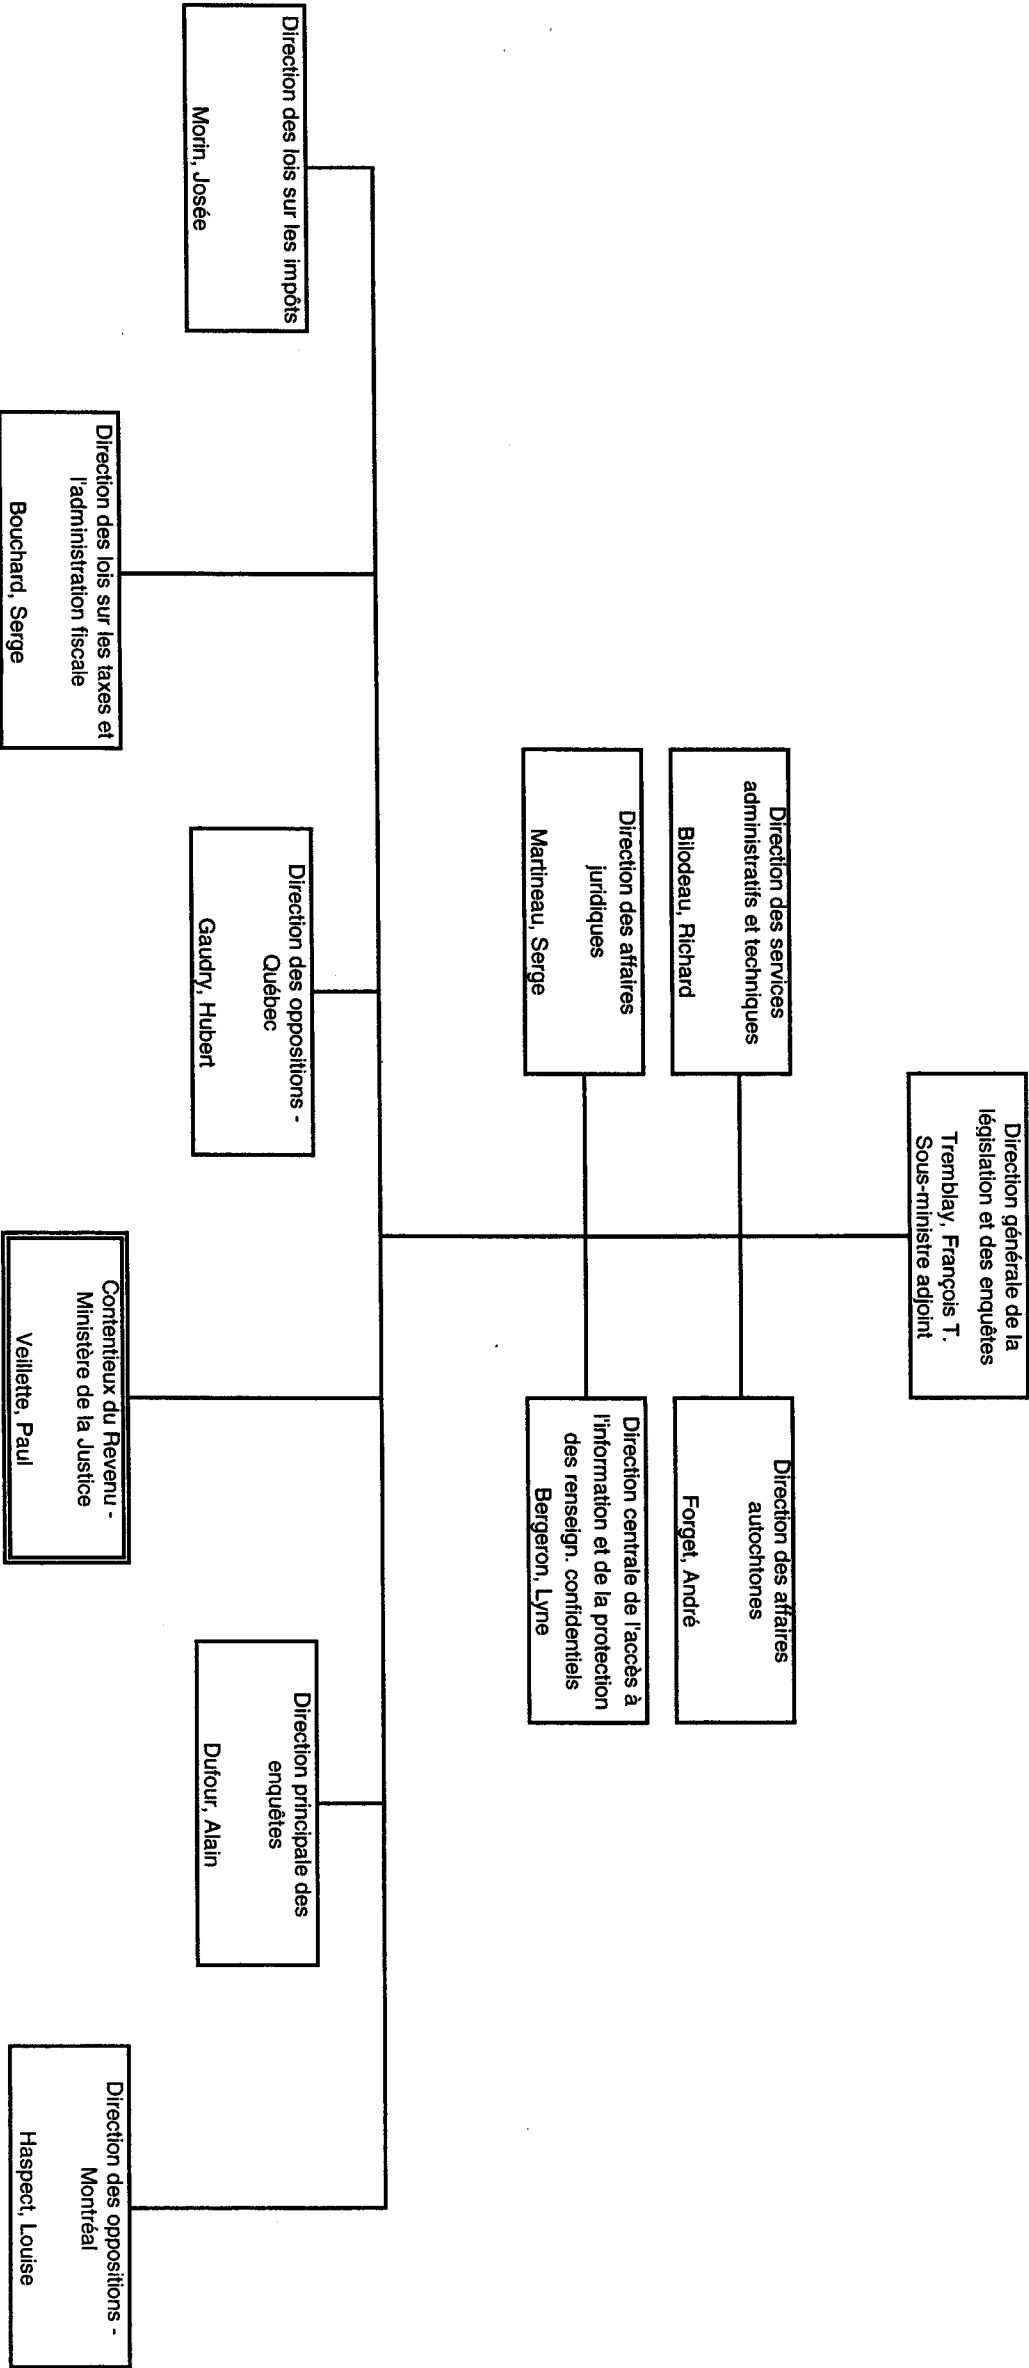 Direction générale de la
législation et des enquêtes
Tremblay, François T.
Sous-ministre adjoint
Direction des services
administratifs et techniques
Bilodeau, Richard
Direction des affaires
autochtones
Forget, André
Direction des affaires
juridiques
Martineau, Serge
Direction centrale de l'accès à
l'information et de la protection
des renseign. confidentiels
Bergeron, Lyne
Direction des lois sur les impôts
Morin, Josée
Direction des lois sur les taxes et
l'administration fiscale
Bouchard, Serge
Direction des oppositions -
Québec
Gaudry, Hubert
Contentieux du Revenu -
Ministère de la Justice
Veillette, Paul
Direction principale des
enquêtes
Dufour, Alain
Direction des oppositions -
Montréal
Haspect, Louise